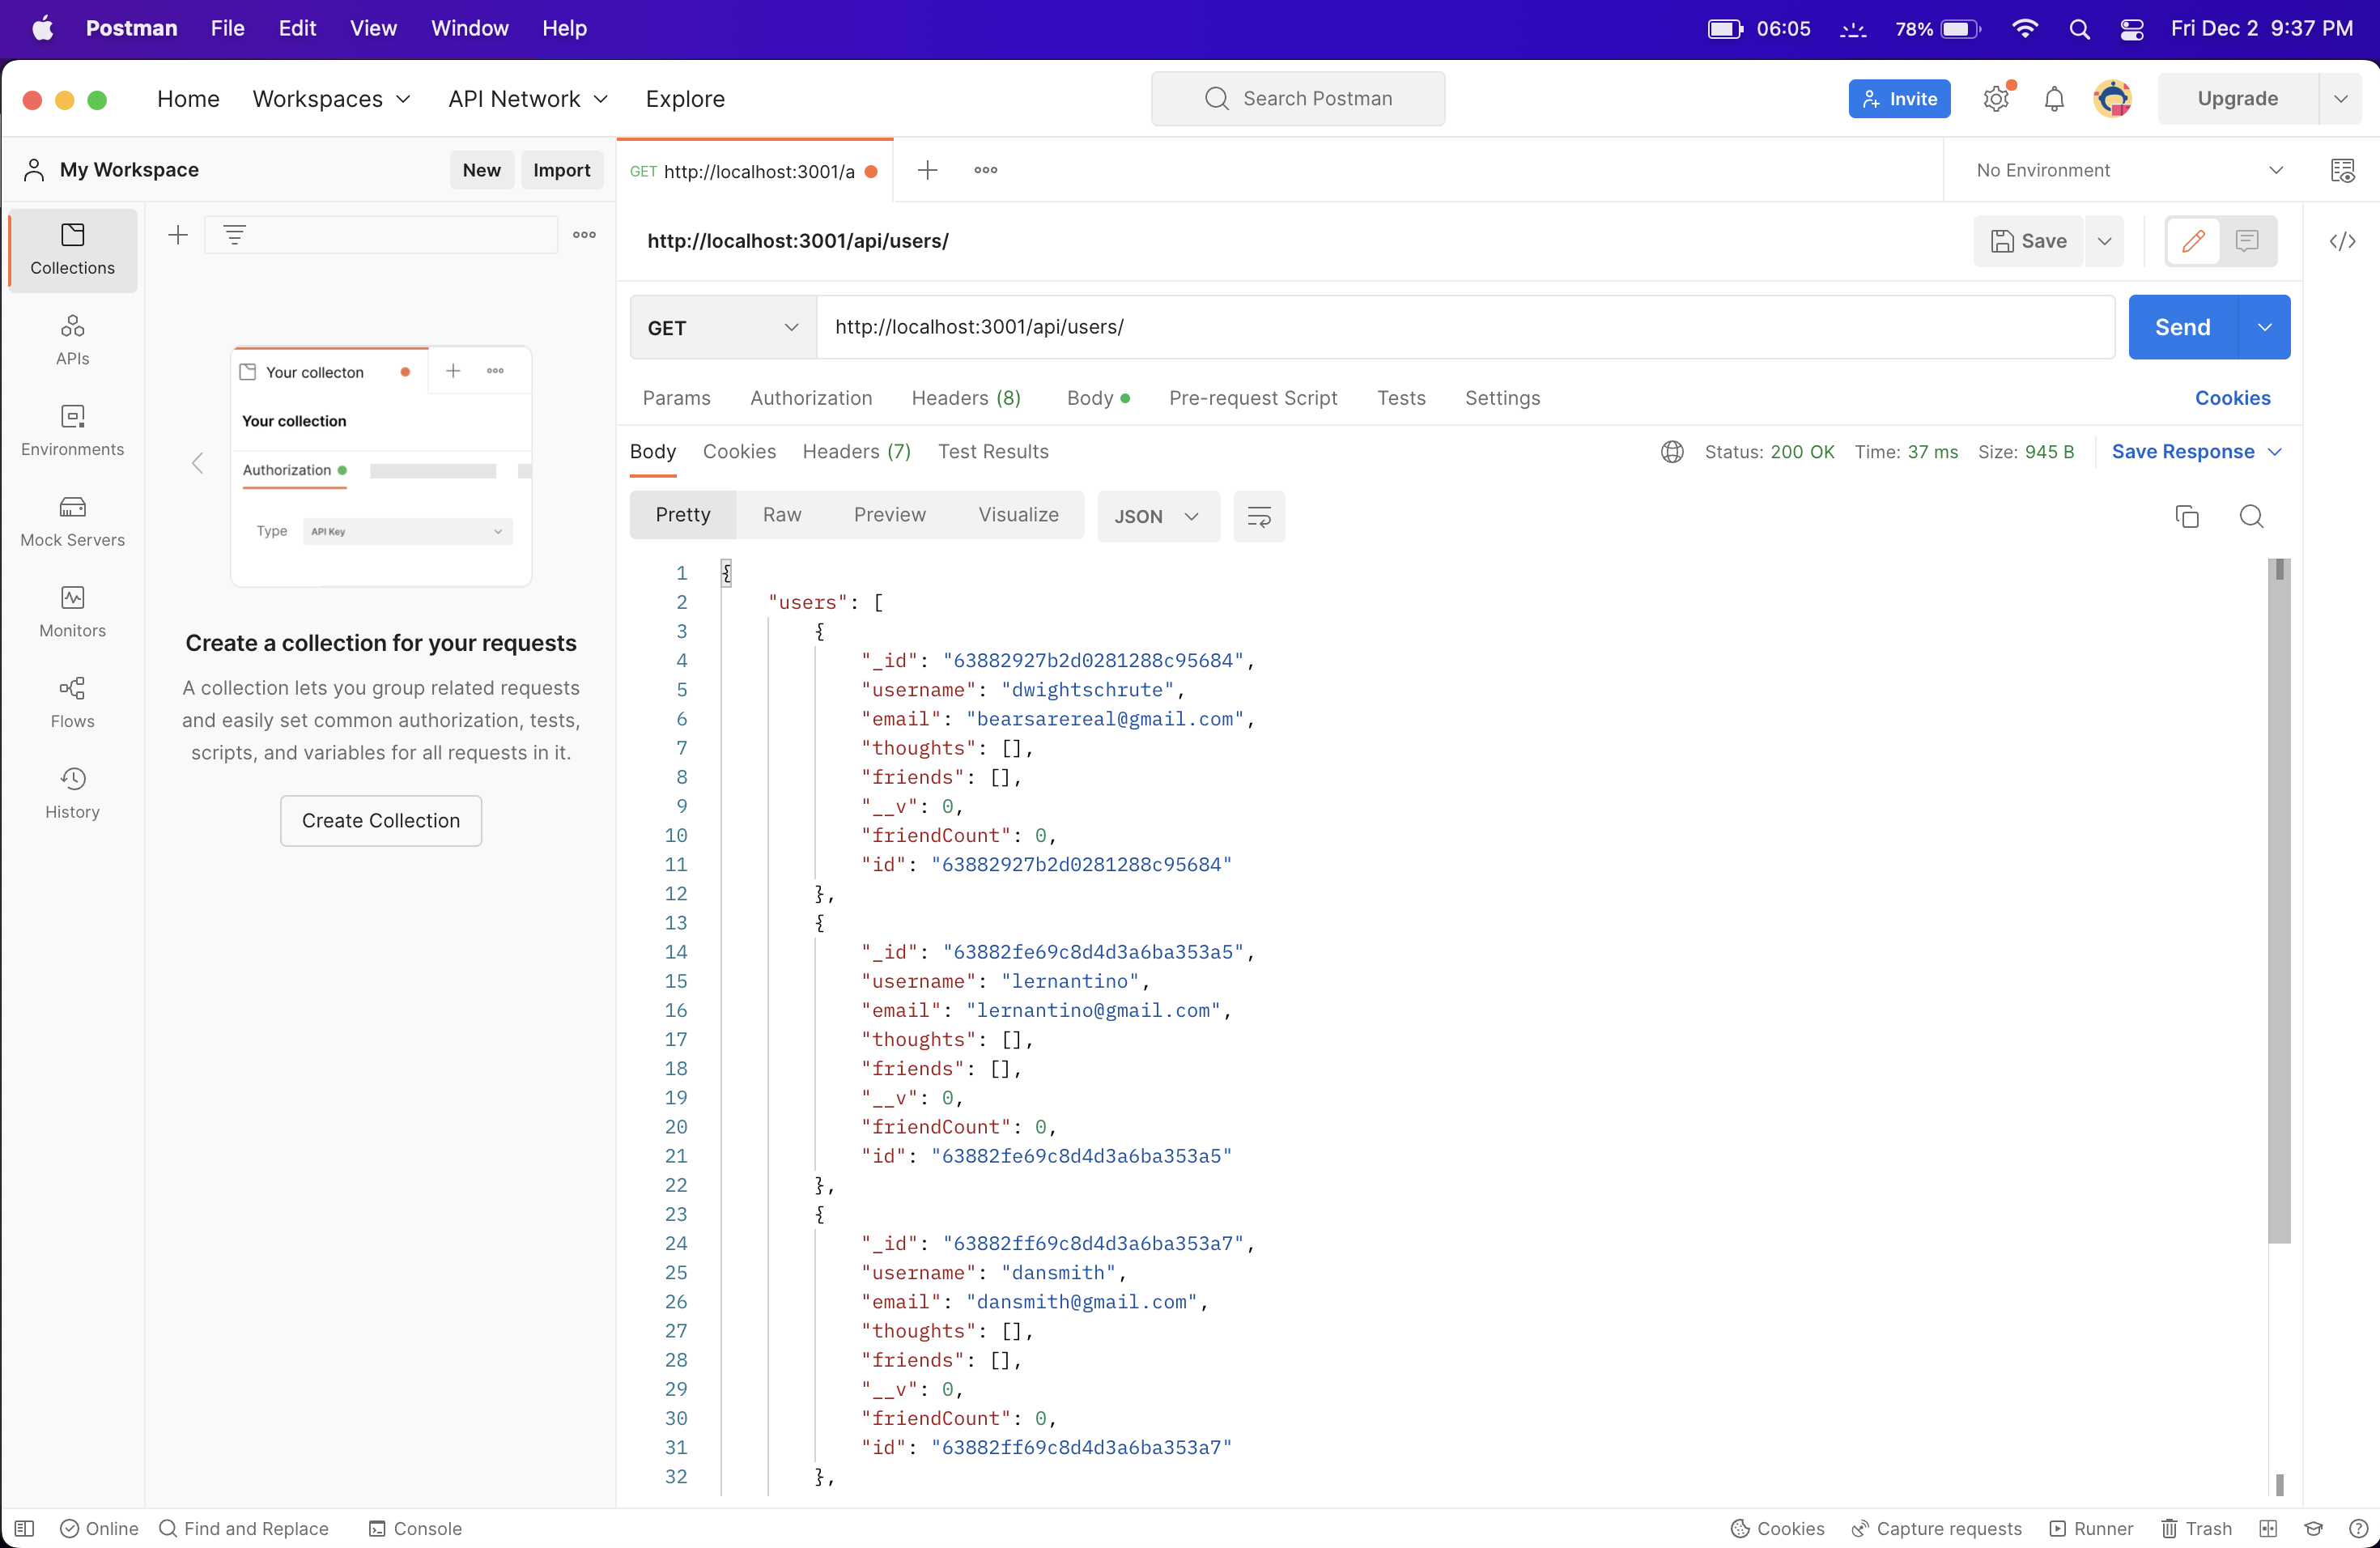 Postman File Edit View Window Help 06:05 78% Fri Dec 2 9:37 PM
Home Workspaces API Network Explore Search Postman Invite Upgrade
My Workspace New Import GET http://localhost:3001/a No Environment
Collections
APIs
Environments
Mock Servers
Monitors
Flows
History
Your collecton
Your collection
Authorization
Type API Key
Create a collection for your requests
A collection lets you group related requests
and easily set common authorization, tests,
scripts, and variables for all requests in it.
Create Collection
http://localhost:3001/api/users/ Save
GET http://localhost:3001/api/users/ Send
Params Authorization Headers (8) Body Pre-request Script Tests Settings Cookies
Body Cookies Headers (7) Test Results Status: 200 OK Time: 37 ms Size: 945 B Save Response
Pretty Raw Preview Visualize JSON
1 {
2 "users": [
3 {
4 "_id": "63882927b2d0281288c95684",
5 "username": "dwightschrute",
6 "email": "bearsarereal@gmail.com",
7 "thoughts": [],
8 "friends": [],
9 "__v": 0,
10 "friendCount": 0,
11 "id": "63882927b2d0281288c95684"
12 },
13 {
14 "_id": "63882fe69c8d4d3a6ba353a5",
15 "username": "lernantino",
16 "email": "lernantino@gmail.com",
17 "thoughts": [],
18 "friends": [],
19 "__v": 0,
20 "friendCount": 0,
21 "id": "63882fe69c8d4d3a6ba353a5"
22 },
23 {
24 "_id": "63882ff69c8d4d3a6ba353a7",
25 "username": "dansmith",
26 "email": "dansmith@gmail.com",
27 "thoughts": [],
28 "friends": [],
29 "__v": 0,
30 "friendCount": 0,
31 "id": "63882ff69c8d4d3a6ba353a7"
32 },
Online Find and Replace Console Cookies Capture requests Runner Trash